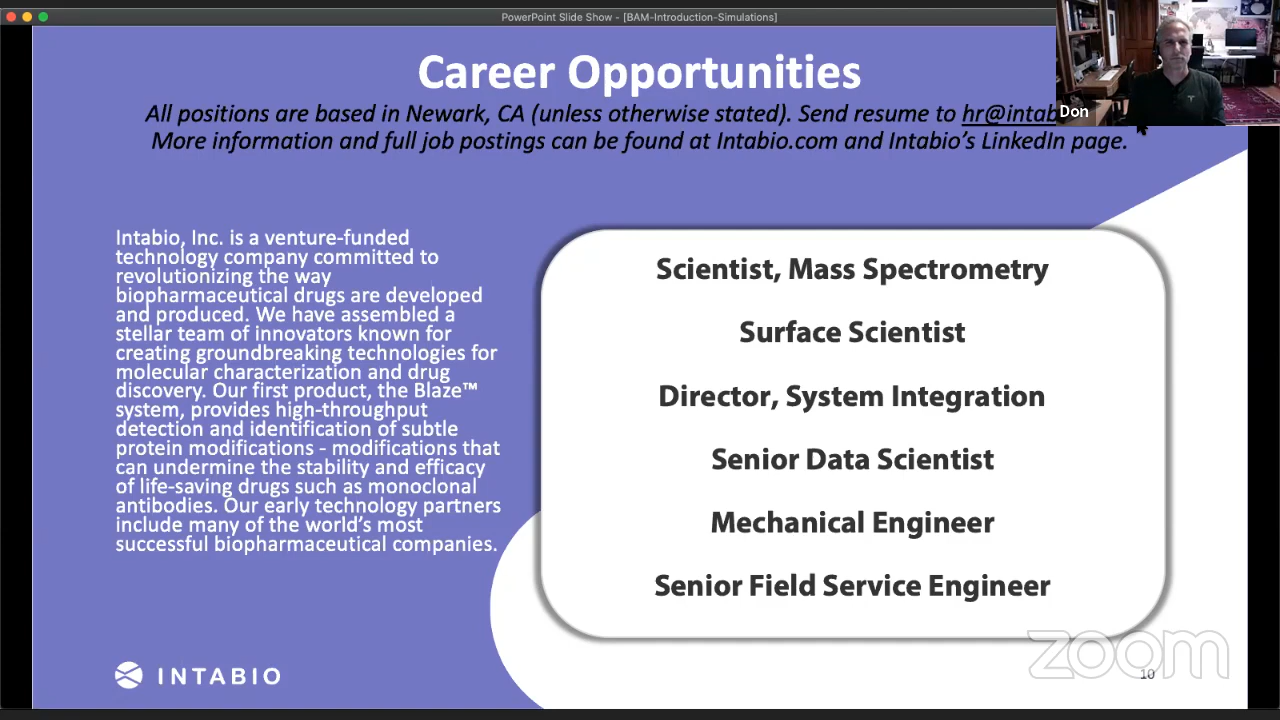 PowerPoint Slide Show - [BAM-Introduction-Simulations]
Career Opportunities
All positions are based in Newark, CA (unless otherwise stated). Send resume to hr@intab
Don
More information and full job postings can be found at Intabio.com and Intabio's LinkedIn page.
Intabio, Inc. is a venture-funded
technology company committed to
revolutionizing the way
biopharmaceutical drugs are developed
and produced. We have assembled a
stellar team of innovators known for
creating groundbreaking technologies for
molecular characterization and drug
discovery. Our first product, the Blaze™
system, provides high-throughput
detection and identification of subtle
protein modifications - modifications that
can undermine the stability and efficacy
of life-saving drugs such as monoclonal
antibodies. Our early technology partners
include many of the world's most
successful biopharmaceutical companies.
Scientist, Mass Spectrometry
Surface Scientist
Director, System Integration
Senior Data Scientist
Mechanical Engineer
Senior Field Service Engineer
INTABIO
zoom
10